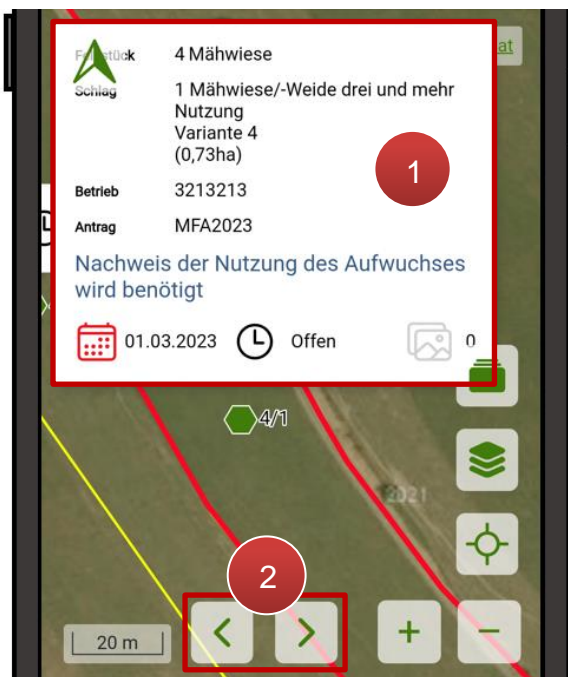 Feldstück 4 Mähwiese
Schlag 1 Mähwiese/-Weide drei und mehr
Nutzung
Variante 4
(0,73ha)
1
Betrieb 3213213
Antrag MFA2023
Nachweis der Nutzung des Aufwuchses
wird benötigt
01.03.2023 Offen 0
4/1
2021
2
20 m + −